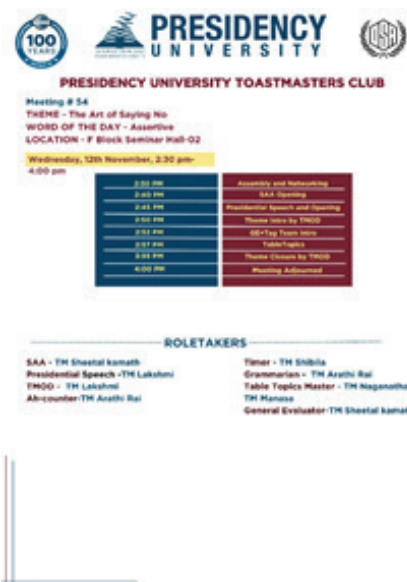 100
YEARS
PRESIDENCY
UNIVERSITY
PRESIDENCY UNIVERSITY TOASTMASTERS CLUB
Meeting # 54
THEME - The Art of Saying No
WORD OF THE DAY - Assertive
LOCATION - F Block Seminar Hall-02
Wednesday, 12th November, 2:30 pm-
4:00 pm
2:30 PM Assembly and Networking
2:40 PM SAA Opening
2:45 PM Presidential Speech and Opening
2:50 PM Theme Intro by TMOD
2:52 PM GE+Tag Team Intro
2:57 PM TableTopics
Theme Closure by TMOD
4:00 PM Meeting Adjourned
ROLETAKERS
SAA - TM Sheetal kamath
Presidential Speech -TM Lakshmi
TMOD - TM Lakshmi
Ah-counter-TM Arathi Rai
Timer - TM Shibila
Grammarian - TM Arathi Rai
Table Topics Master - TM Naganatha
TM Manasa
General Evaluator-TM Sheetal kamat